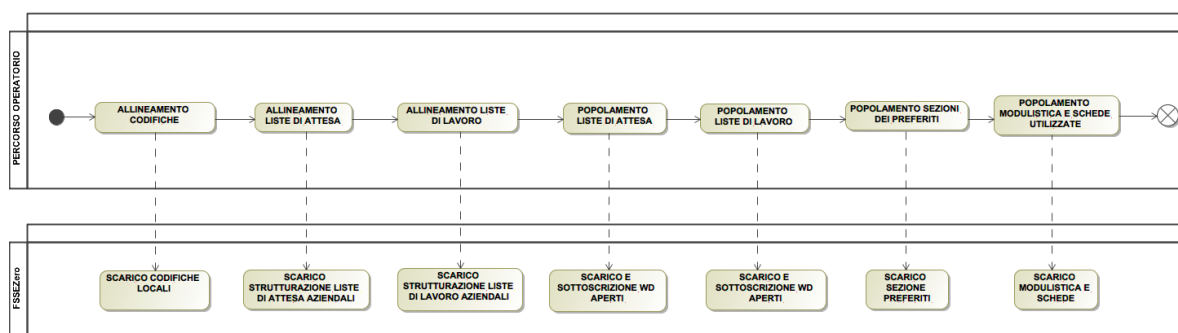 PERCORSO OPERATORIO
ALLINEAMENTO
CODIFICHE
ALLINEAMENTO
LISTE DI ATTESA
ALLINEAMENTO LISTE
DI LAVORO
POPOLAMENTO
LISTE DI ATTESA
POPOLAMENTO
LISTE DI LAVORO
POPOLAMENTO SEZIONI
DEI PREFERITI
POPOLAMENTO
MODULISTICA E SCHEDE
UTILIZZATE
FSSEZero
SCARICO CODIFICHE
LOCALI
SCARICO
STRUTTURAZIONE LISTE
DI ATTESA AZIENDALI
SCARICO
STRUTTURAZIONE LISTE
DI LAVORO AZIENDALI
SCARICO E
SOTTOSCRIZIONE WD
APERTI
SCARICO E
SOTTOSCRIZIONE WD
APERTI
SCARICO
SEZIONE
PREFERITI
SCARICO
MODULISTICA E
SCHEDE